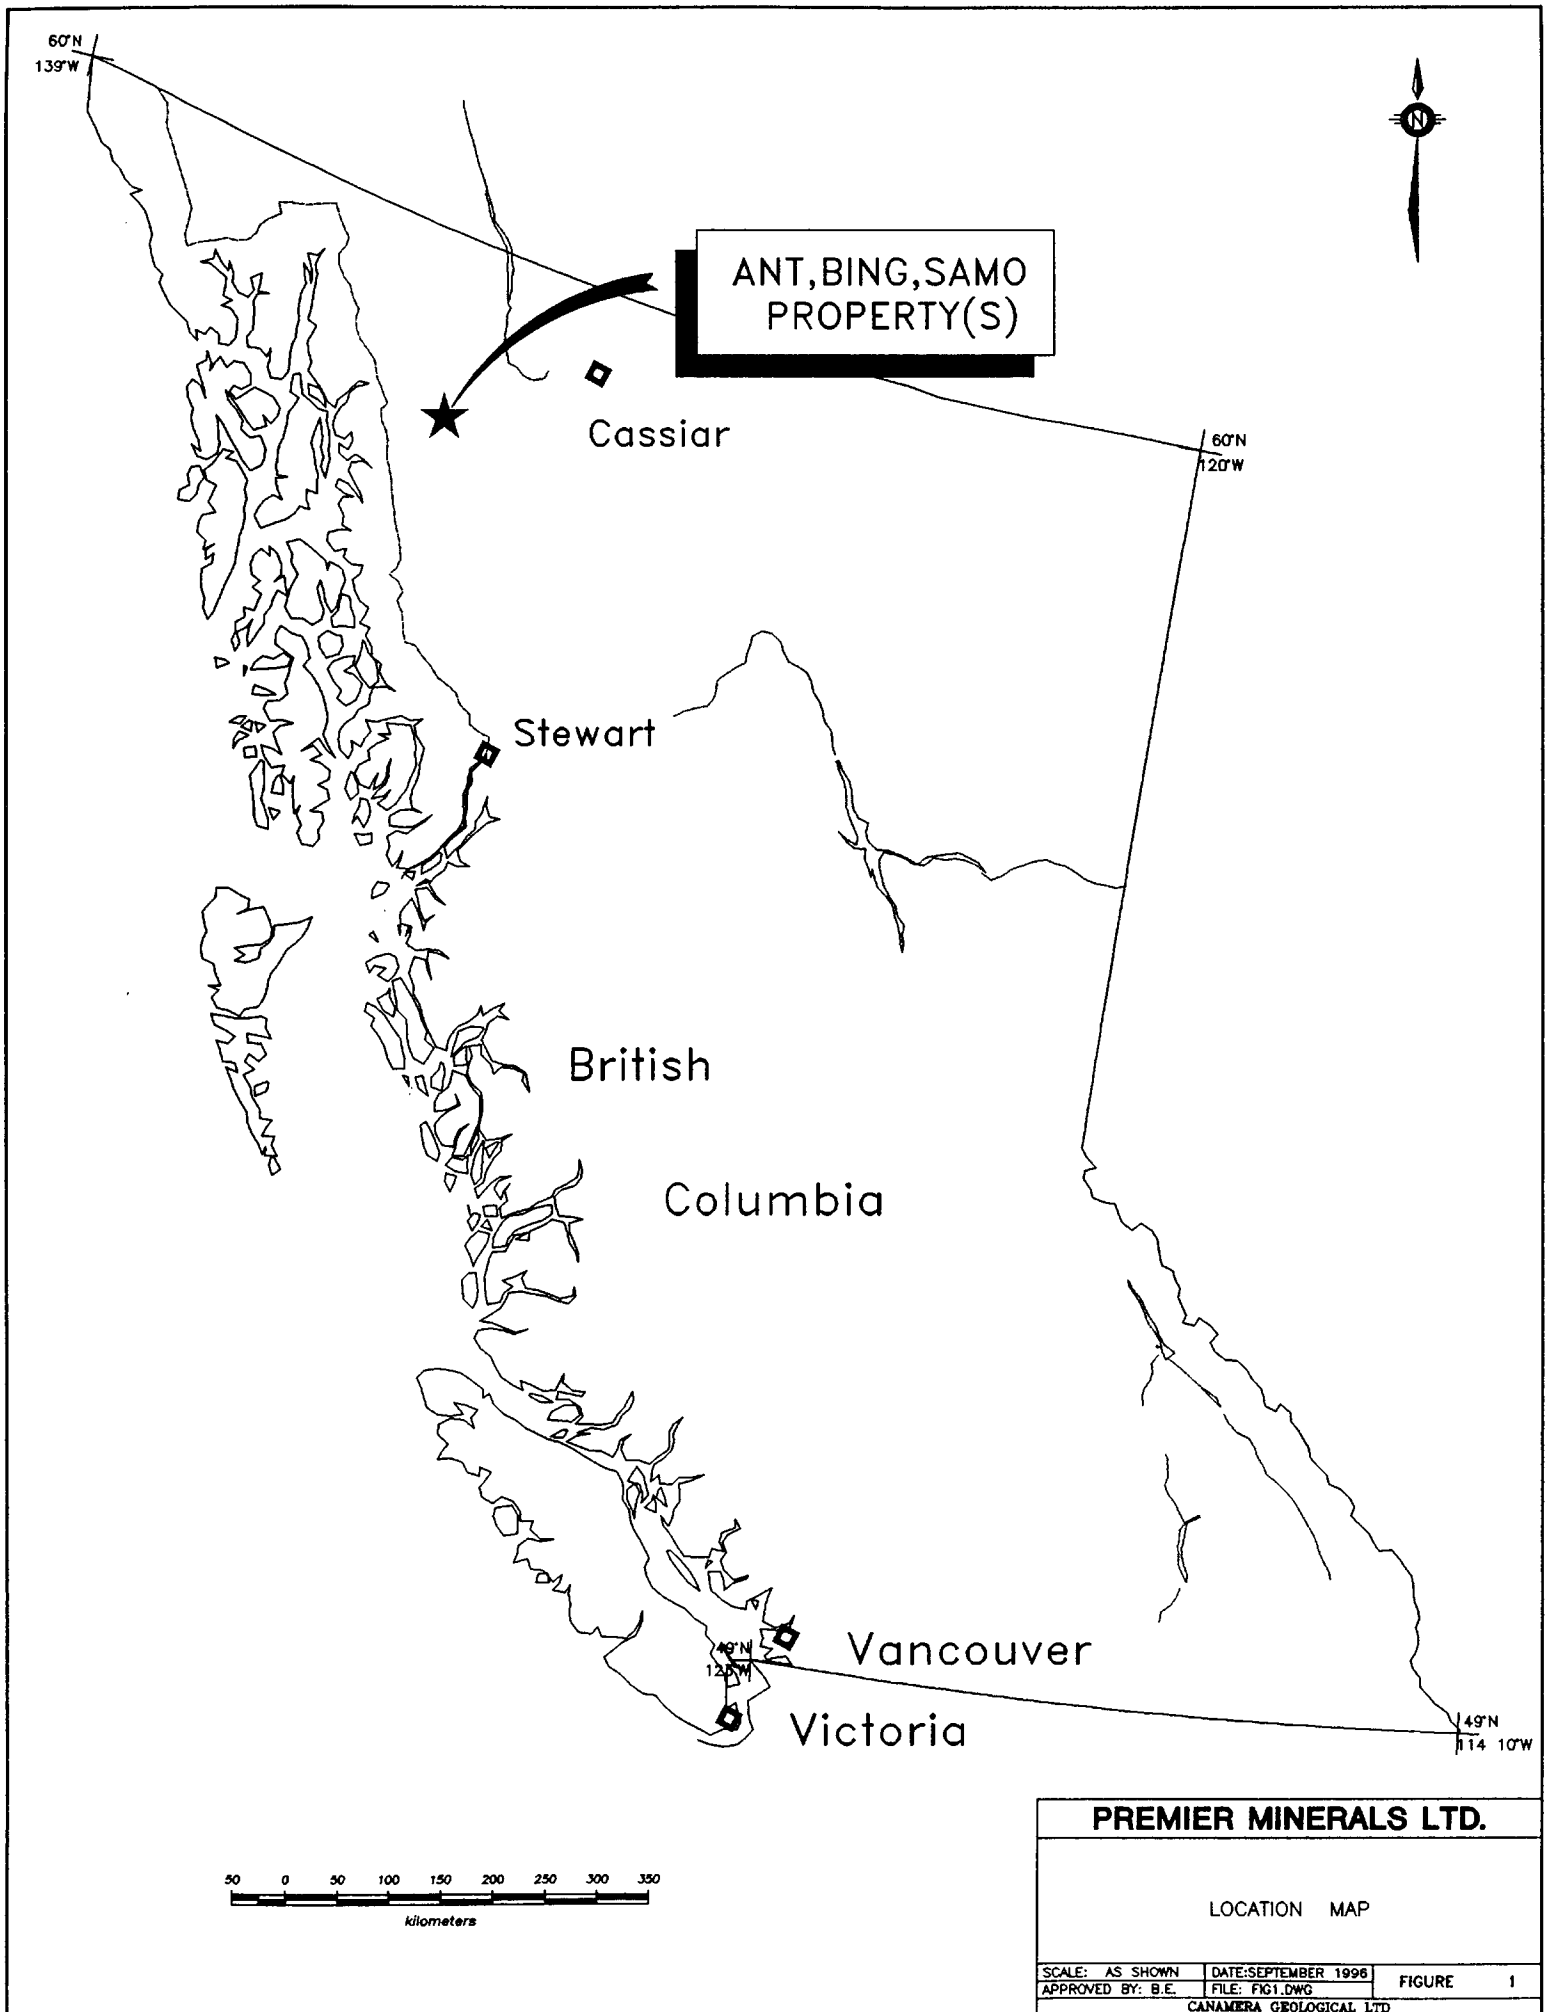 60°N
139°W
N
ANT,BING,SAMO
PROPERTY(S)
Cassiar
60°N
120°W
Stewart
British
Columbia
49°N
Vancouver
Victoria
49°N
114 10'W
PREMIER MINERALS LTD.
LOCATION MAP
50 0 50 100 150 200 250 300 350
kilometers
SCALE: AS SHOWN DATE:SEPTEMBER 1996
FIGURE 1
APPROVED BY: B.E. FILE: FIG1.DWG
CANAMERA GEOLOGICAL LTD